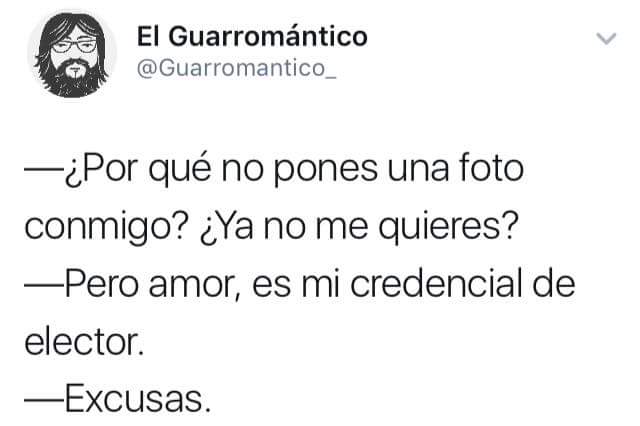 El Guarromántico
@Guarromantico_
—¿Por qué no pones una foto
conmigo? ¿Ya no me quieres?
—Pero amor, es mi credencial de
elector.
—Excusas.